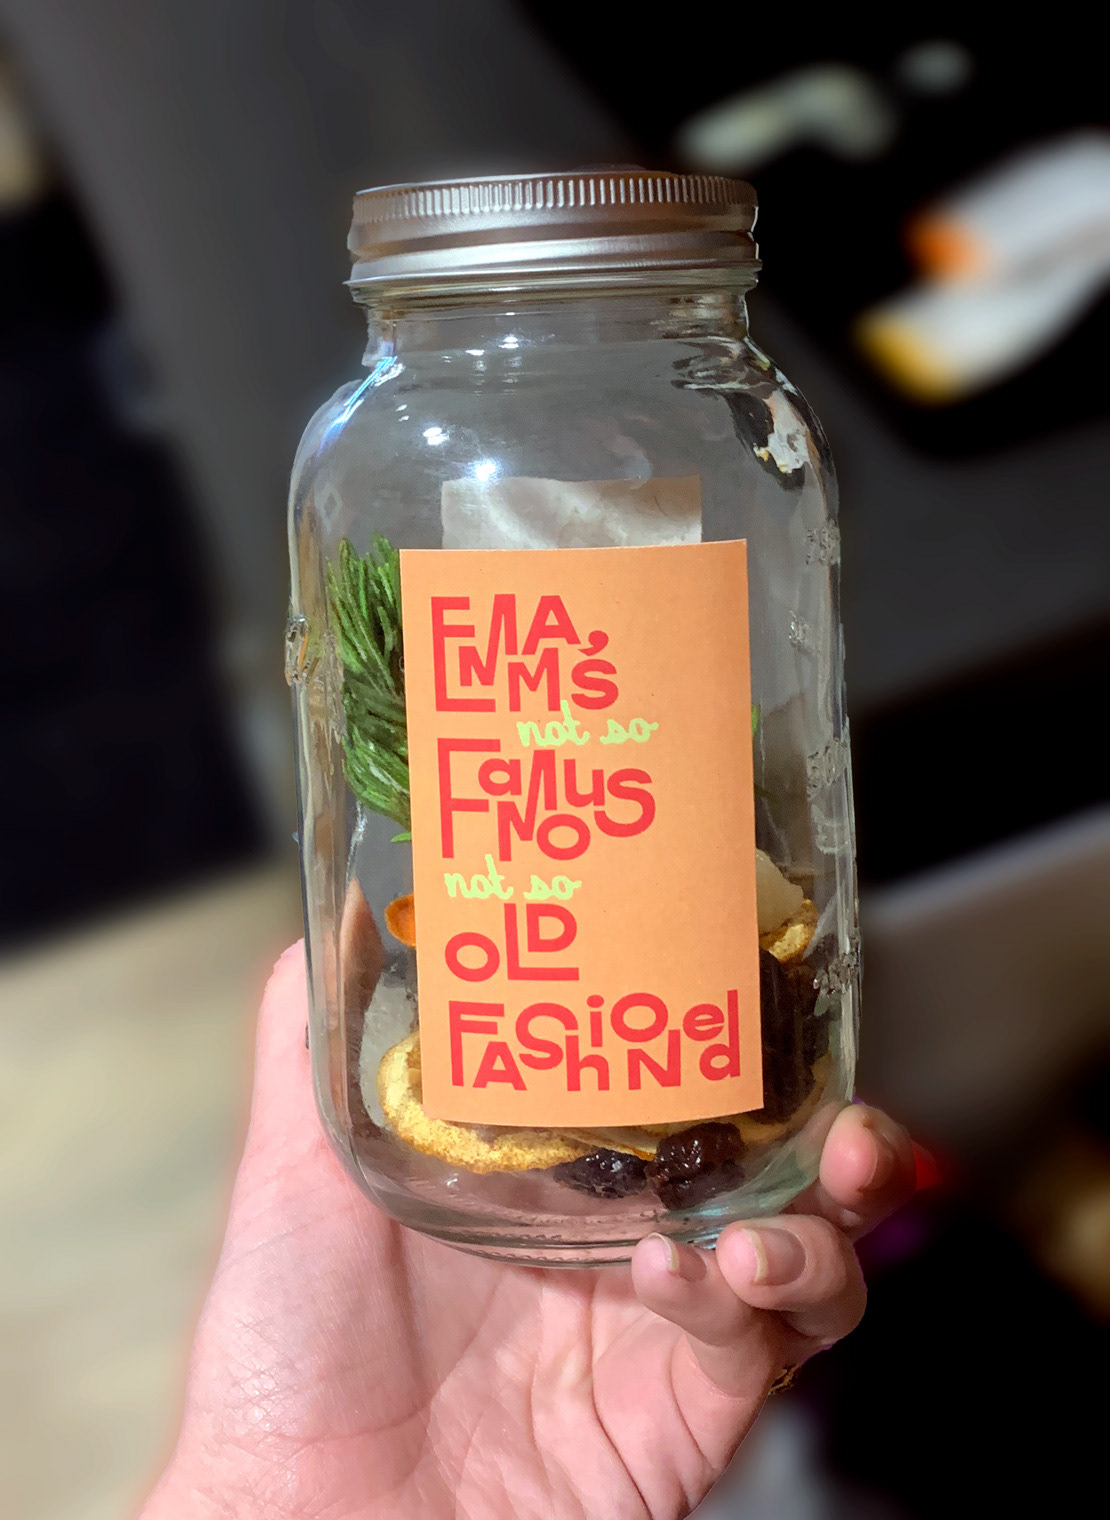 EMMA's
not so
FaMOus
not so
OLD
FASHiONed